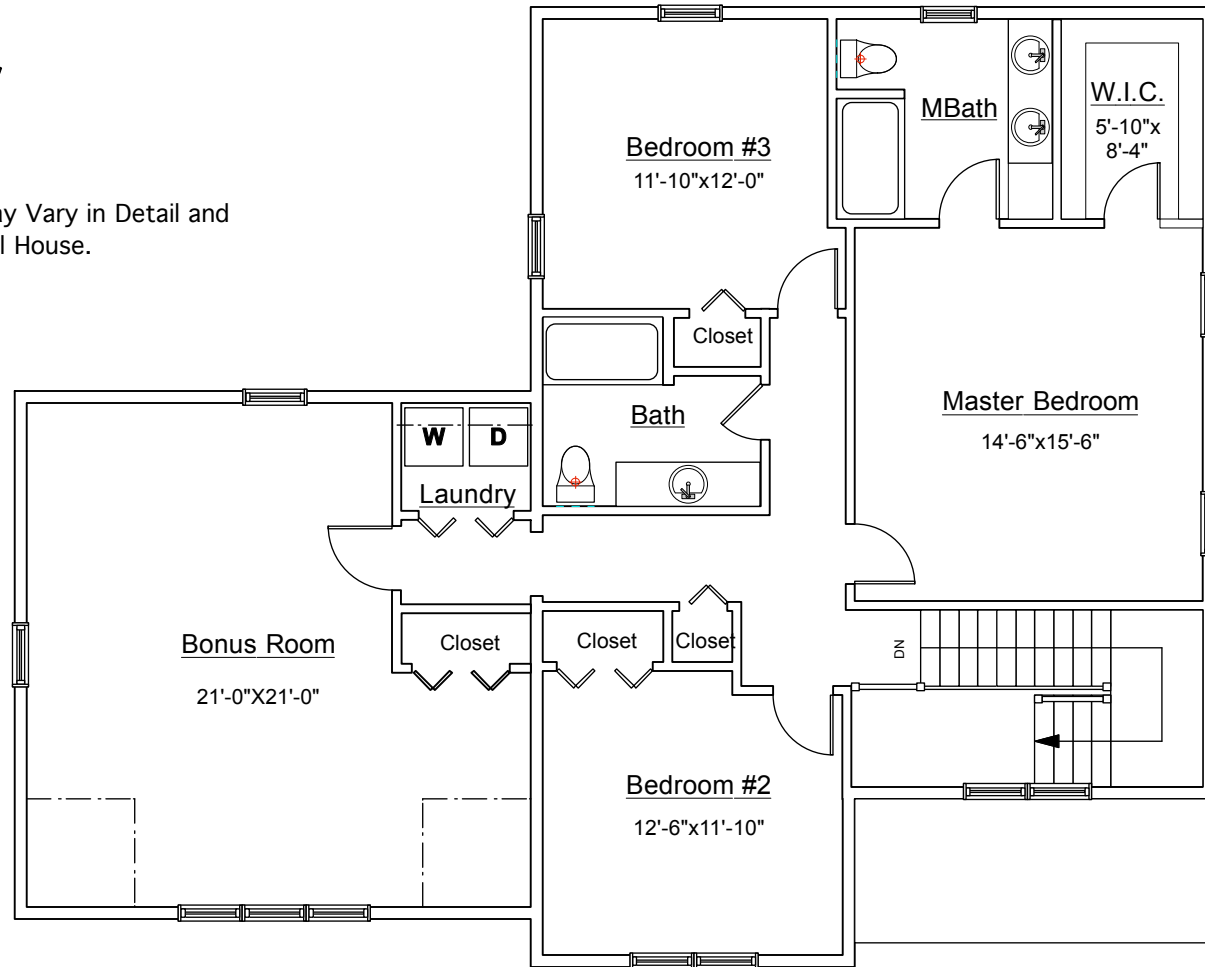 Vary in Detail and
House.
MBath
W.I.C.
5'-10"x
8'-4"
Bedroom #3
11'-10"x12'-0"
Closet
Bath
Master Bedroom
14'-6"x15'-6"
W D
Laundry
Bonus Room
21'-0"X21'-0"
Closet
Closet
Closet
DN
Bedroom #2
12'-6"x11'-10"